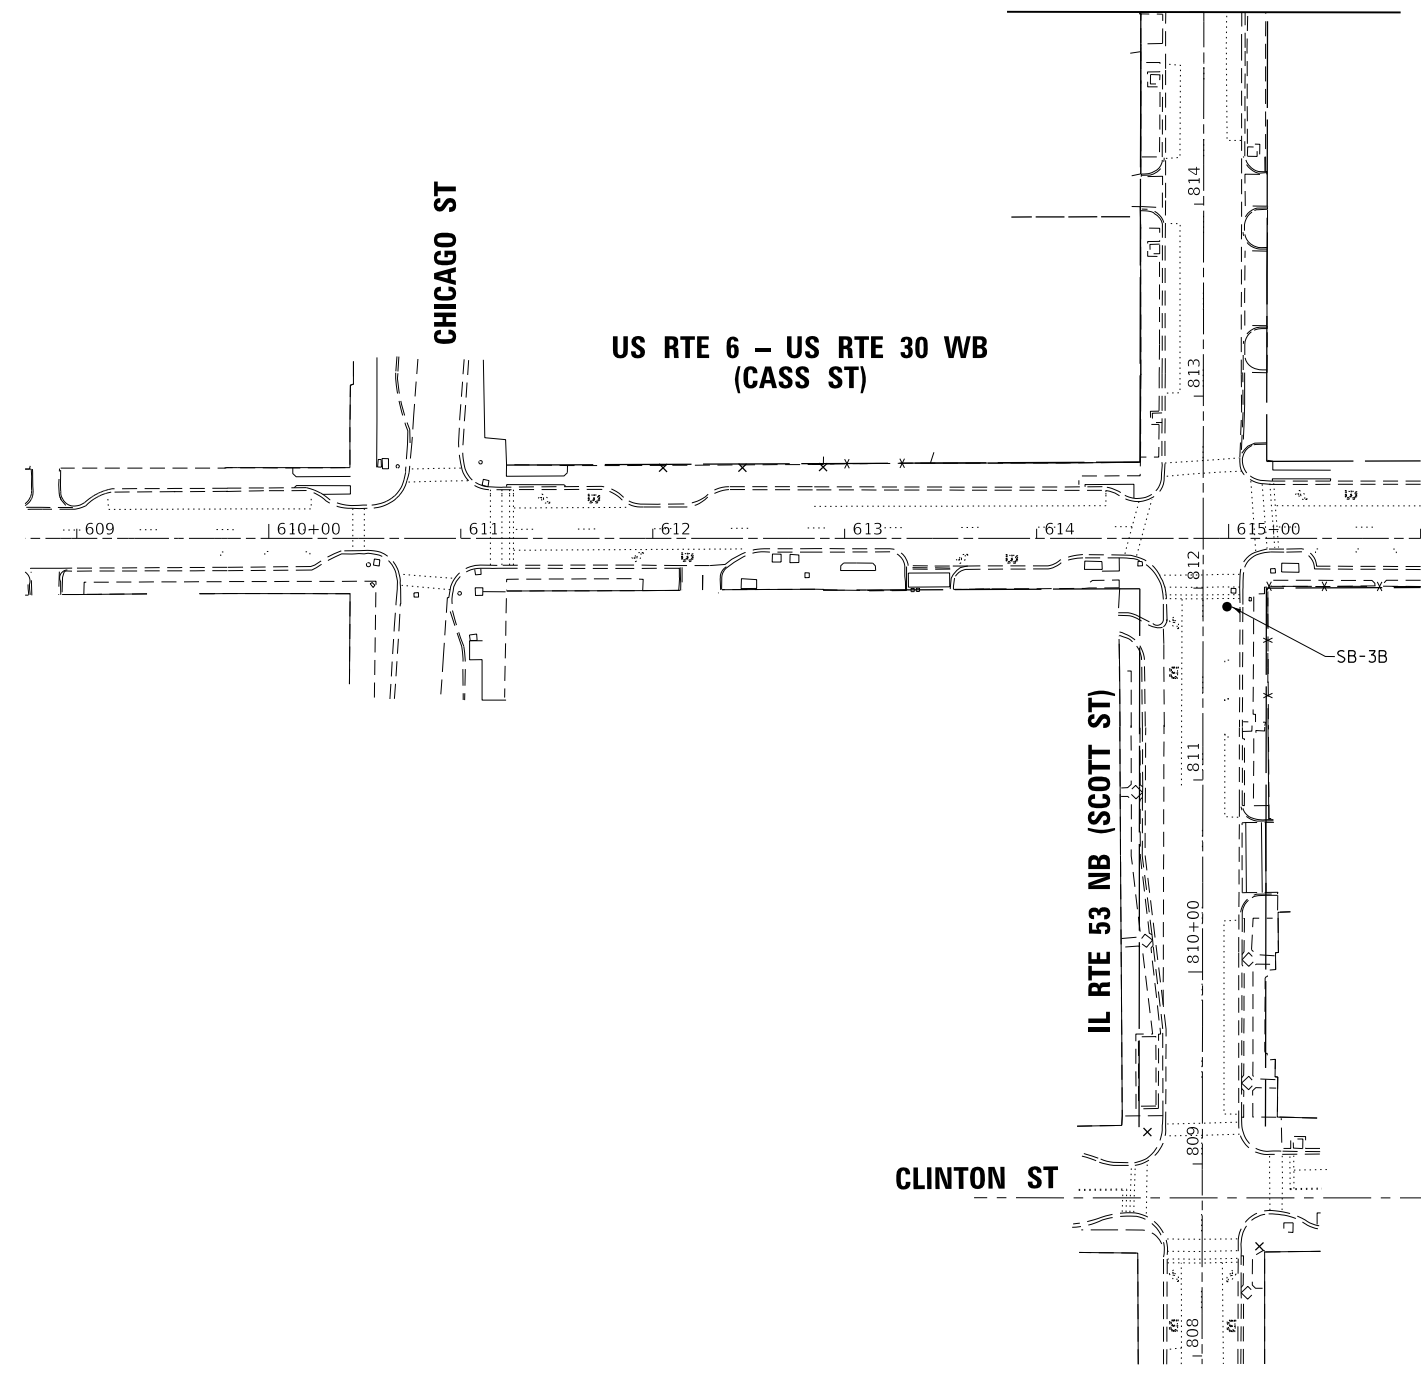 814
CHICAGO ST
US RTE 6 – US RTE 30 WB
(CASS ST)
813
609
610+00
611
612
613
614
615+00
812
SB-3B
IL RTE 53 NB (SCOTT ST)
811
810+00
809
CLINTON ST
808